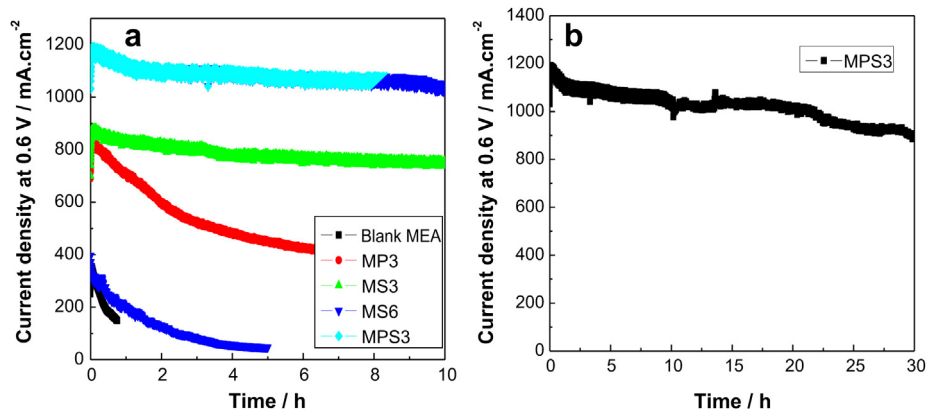 a
Current density at 0.6 V / mA.cm⁻²
1200
1000
800
600
400
200
0
0 2 4 6 8 10
Time / h
Blank MEA
MP3
MS3
MS6
MPS3
b
Current density at 0.6 V / mA.cm⁻²
1400
1200
1000
800
600
400
200
0
0 5 10 15 20 25 30
Time / h
MPS3